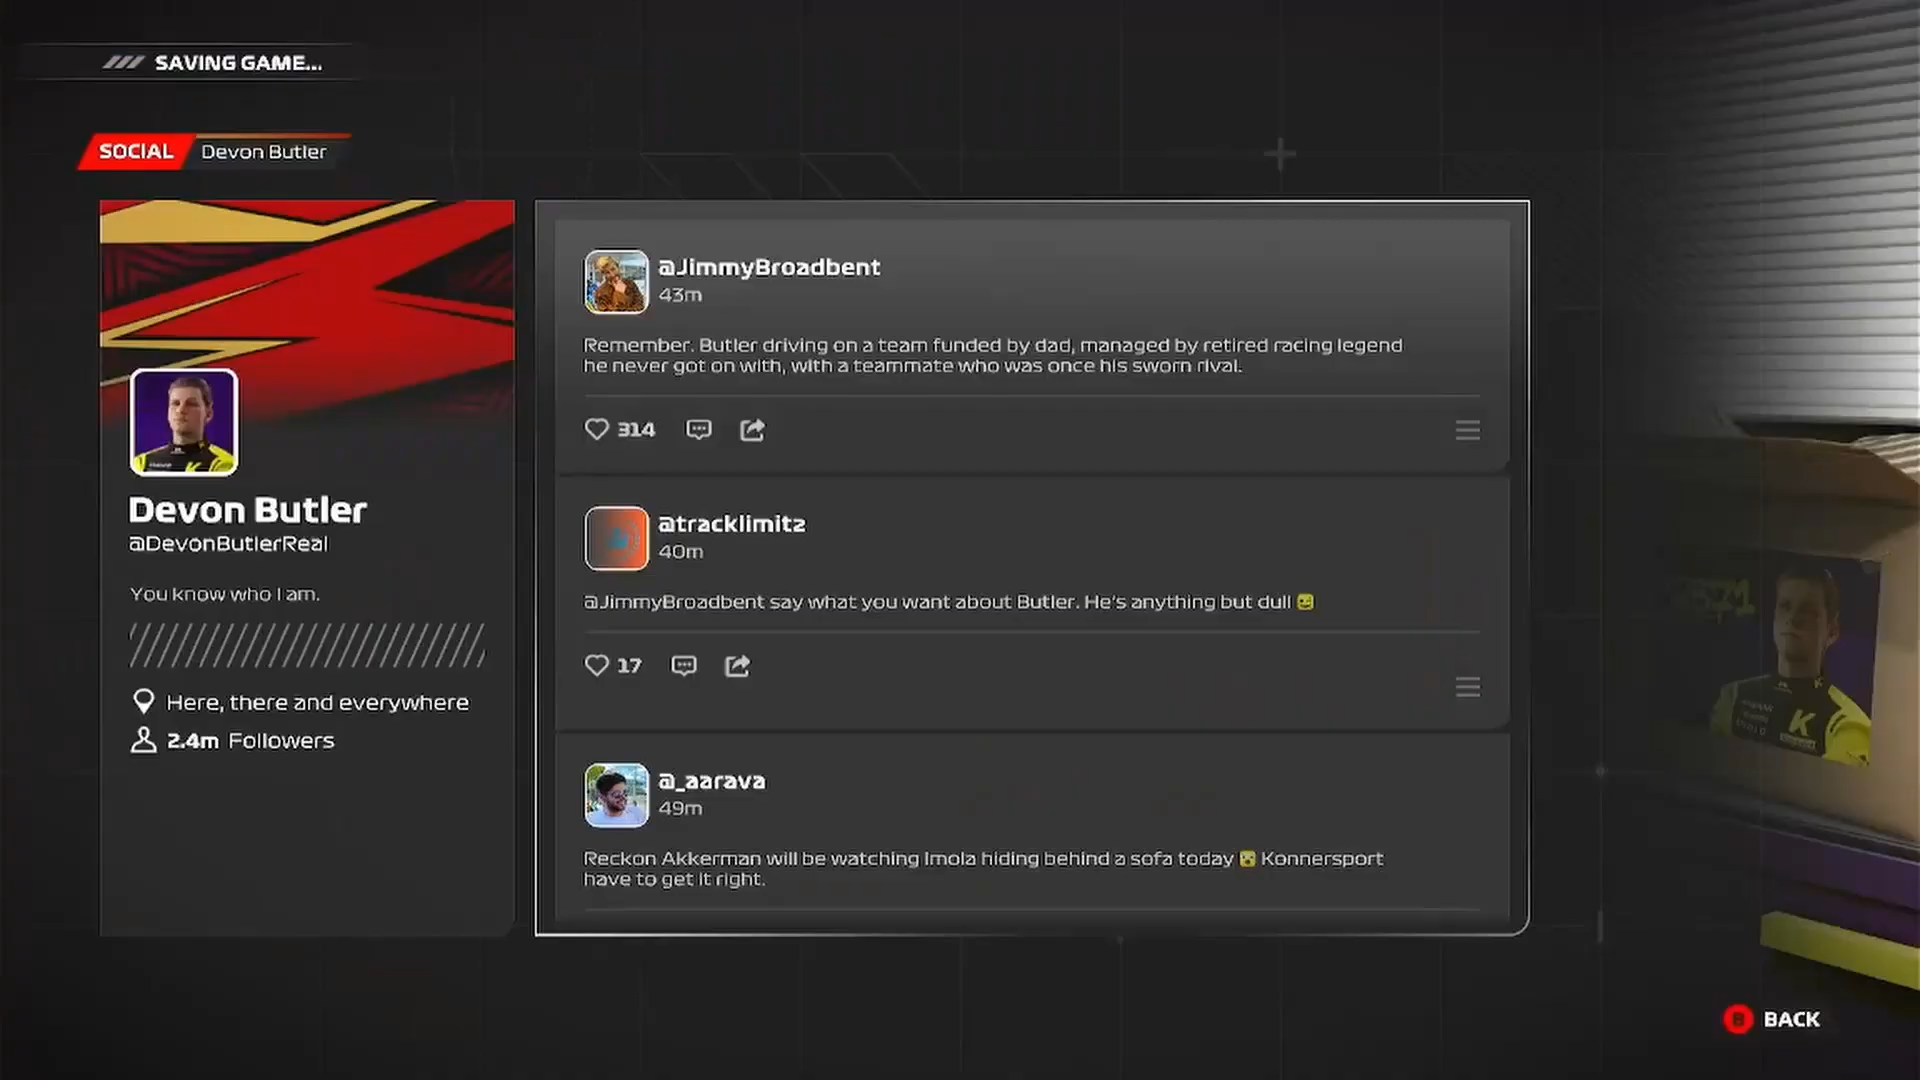 SAVING GAME...
SOCIAL Devon Butler
Devon Butler
@DevonButlerReal
You know who I am.
Here, there and everywhere
2.4m Followers
@JimmyBroadbent
43m
Remember. Butler driving on a team funded by dad, managed by retired racing legend
he never got on with, with a teammate who was once his sworn rival.
314
@tracklimitz
40m
@JimmyBroadbent say what you want about Butler. He's anything but dull
17
@_aarava
49m
Reckon Akkerman will be watching Imola hiding behind a sofa today 😮 Konnersport
have to get it right.
K
B BACK